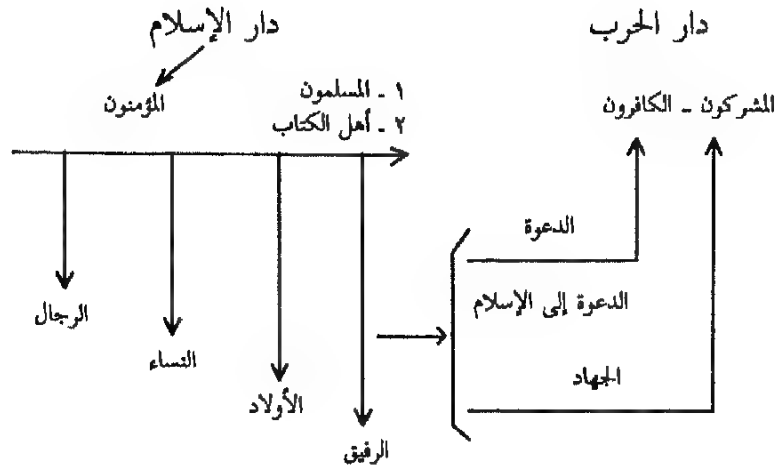 دار الحرب
دار الإسلام
المشركون - الكافرون
١ - المسلمون
٢ - أهل الكتاب
المؤمنون
الدعوة
الدعوة إلى الإسلام
الجهاد
الرجال
النساء
الأولاد
الرفيق